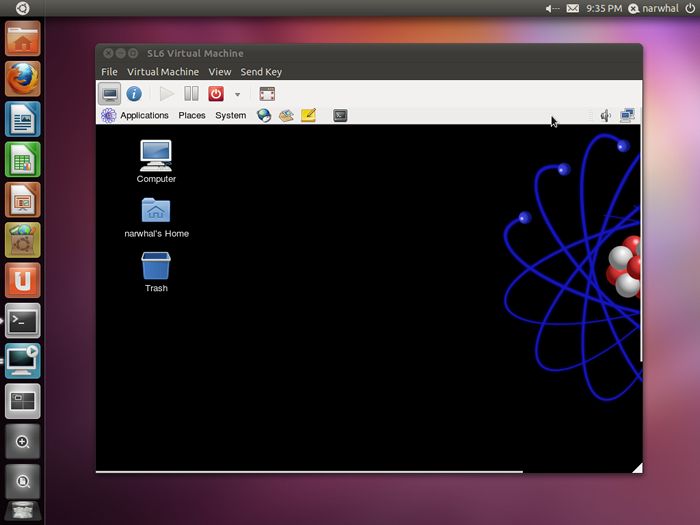 9:35 PM narwhal
SL6 Virtual Machine
File Virtual Machine View Send Key
Applications Places System
Computer
narwhal's Home
Trash